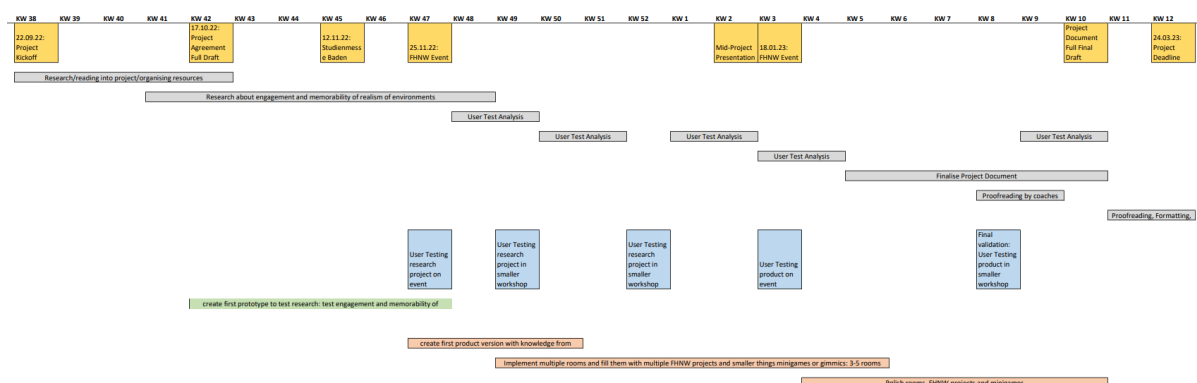 KW 38 KW 39 KW 40 KW 41 KW 42 KW 43 KW 44 KW 45 KW 46 KW 47 KW 48 KW 49 KW 50 KW 51 KW 52 KW 1 KW 2 KW 3 KW 4 KW 5 KW 6 KW 7 KW 8 KW 9 KW 10 KW 11 KW 12
22.09.22:
Project
Kickoff
17.10.22:
Project
Agreement
Full Draft
12.11.22:
Studienmess
e Baden
25.11.22:
FHNW Event
Mid-Project
Presentation
18.01.23:
FHNW Event
Project
Document
Full Final
Draft
24.03.23:
Project
Deadline
Research/reading into project/organising resources
Research about engagement and memorability of realism of environments
User Test Analysis
User Test Analysis User Test Analysis User Test Analysis
User Test Analysis
Finalise Project Document
Proofreading by coaches
Proofreading, Formatting,
User Testing
research
project on
event
User Testing
research
project in
smaller
workshop
User Testing
research
project in
smaller
workshop
User Testing
product on
event
Final
validation:
User Testing
product in
smaller
workshop
create first prototype to test research: test engagement and memorability of
create first product version with knowledge from
Implement multiple rooms and fill them with multiple FHNW projects and smaller things minigames or gimmics: 3-5 rooms
Polish rooms, FHNW projects and minigames